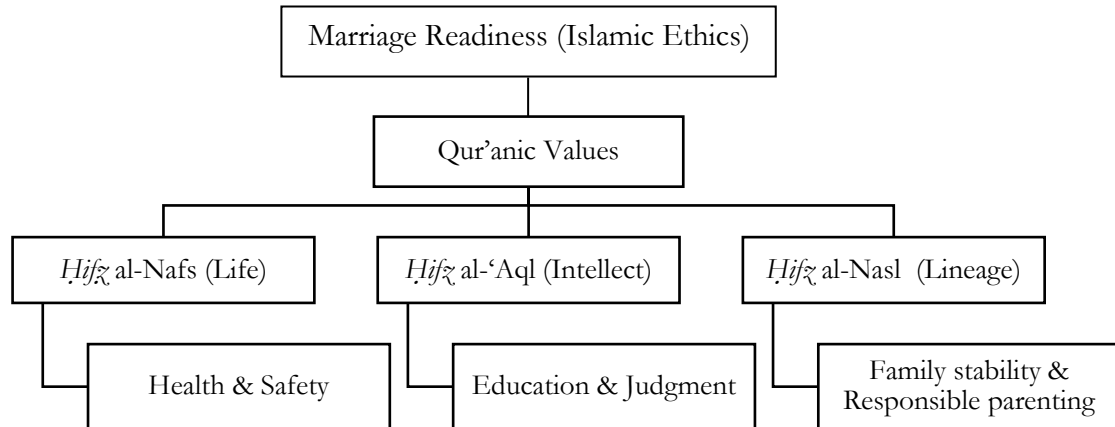 Marriage Readiness (Islamic Ethics)
Qur’anic Values
Ḥifẓ al-Nafs (Life)
Ḥifẓ al-‘Aql (Intellect)
Ḥifẓ al-Nasl (Lineage)
Health & Safety
Education & Judgment
Family stability &
Responsible parenting